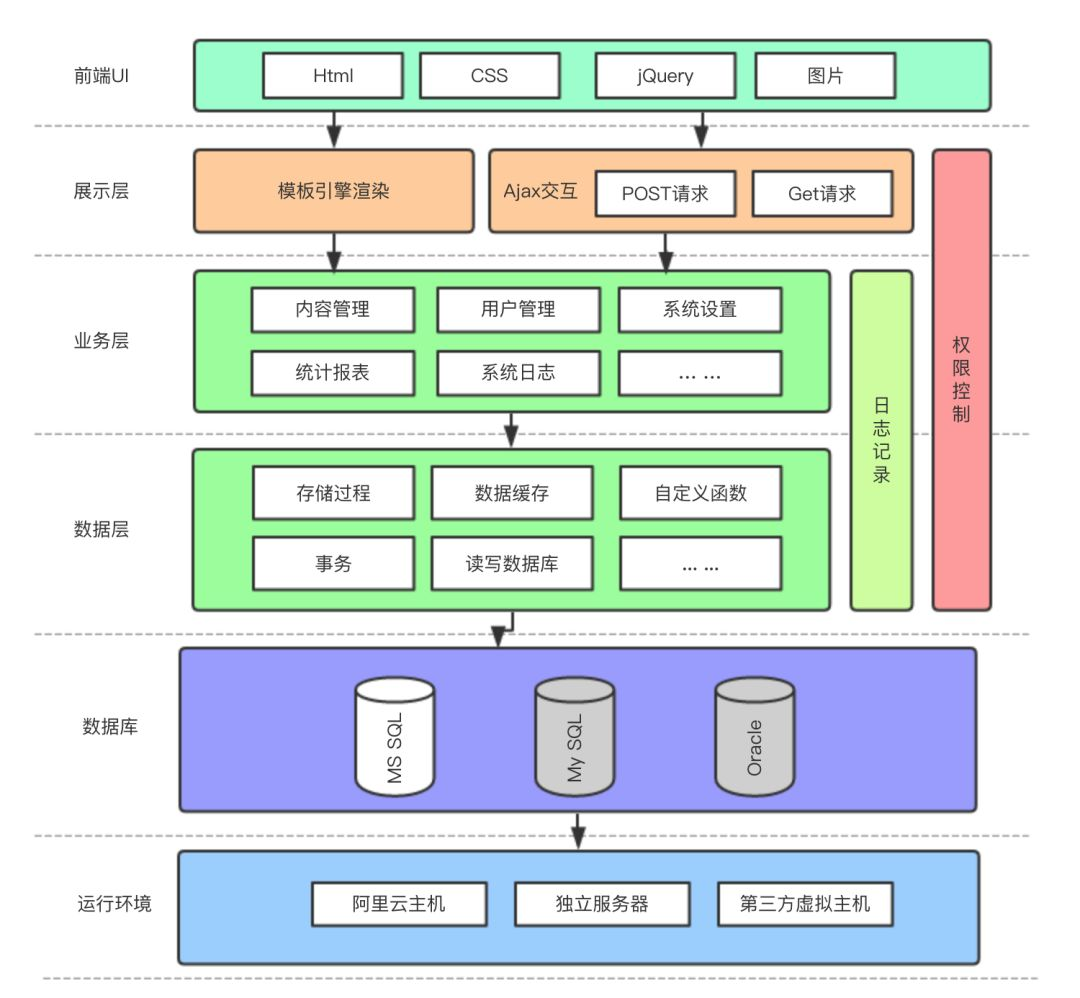 前端UI
Html
CSS
jQuery
图片
展示层
模板引擎渲染
Ajax交互
POST请求
Get请求
业务层
内容管理
用户管理
系统设置
统计报表
系统日志
... ...
数据层
存储过程
数据缓存
自定义函数
事务
读写数据库
... ...
日志记录
权限控制
数据库
MS SQL
My SQL
Oracle
运行环境
阿里云主机
独立服务器
第三方虚拟主机